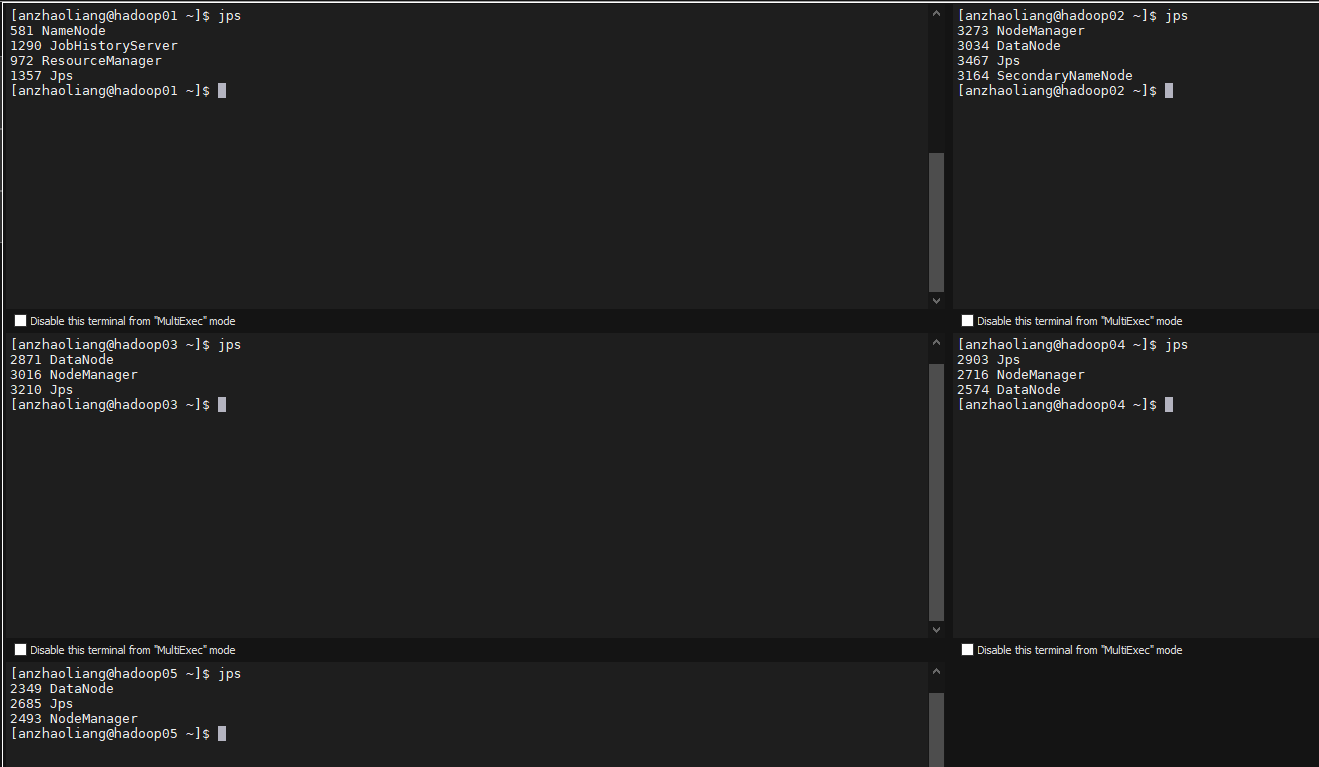 [anzhaoliang@hadoop01 ~]$ jps
581 NameNode
1290 JobHistoryServer
972 ResourceManager
1357 Jps
[anzhaoliang@hadoop01 ~]$
[anzhaoliang@hadoop02 ~]$ jps
3273 NodeManager
3034 DataNode
3467 Jps
3164 SecondaryNameNode
[anzhaoliang@hadoop02 ~]$
Disable this terminal from "MultiExec" mode
Disable this terminal from "MultiExec" mode
[anzhaoliang@hadoop03 ~]$ jps
2871 DataNode
3016 NodeManager
3210 Jps
[anzhaoliang@hadoop03 ~]$
[anzhaoliang@hadoop04 ~]$ jps
2903 Jps
2716 NodeManager
2574 DataNode
[anzhaoliang@hadoop04 ~]$
Disable this terminal from "MultiExec" mode
Disable this terminal from "MultiExec" mode
[anzhaoliang@hadoop05 ~]$ jps
2349 DataNode
2685 Jps
2493 NodeManager
[anzhaoliang@hadoop05 ~]$